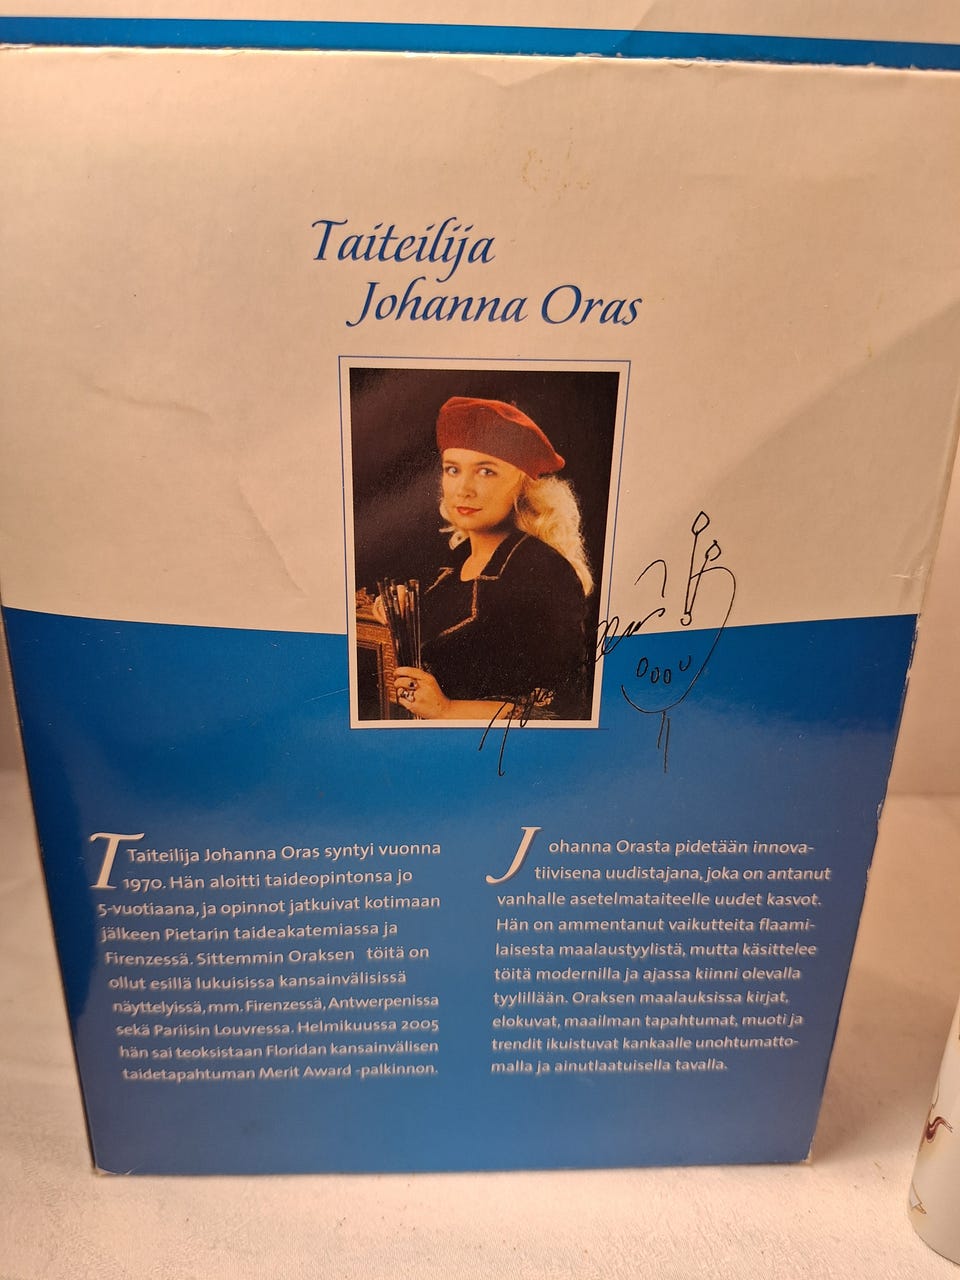 Taiteilija
Johanna Oras
Taiteilija Johanna Oras syntyi vuonna
1970. Hän aloitti taideopintonsa jo
5-vuotiaana, ja opinnot jatkuivat kotimaan
jälkeen Pietarin taideakatemiassa ja
Firenzessä. Sittemmin Oraksen töitä on
ollut esillä lukuisissa kansainvälisissä
näyttelyissä, mm. Firenzessä, Antwerpenissa
sekä Pariisin Louvressa. Helmikuussa 2005
hän sai teoksistaan Floridan kansainvälisen
taidetapahtuman Merit Award -palkinnon.
Johanna Orasta pidetään innova-
tiivisena uudistajana, joka on antanut
vanhalle asetelmataiteelle uudet kasvot.
Hän on ammentanut vaikutteita flaami-
laisesta maalaustyylistä, mutta käsittelee
töitä modernilla ja ajassa kiinni olevalla
tyylillään. Oraksen maalauksissa kirjat,
elokuvat, maailman tapahtumat, muoti ja
trendit ikuistuvat kankaalle unohtumatto-
malla ja ainutlaatuisella tavalla.